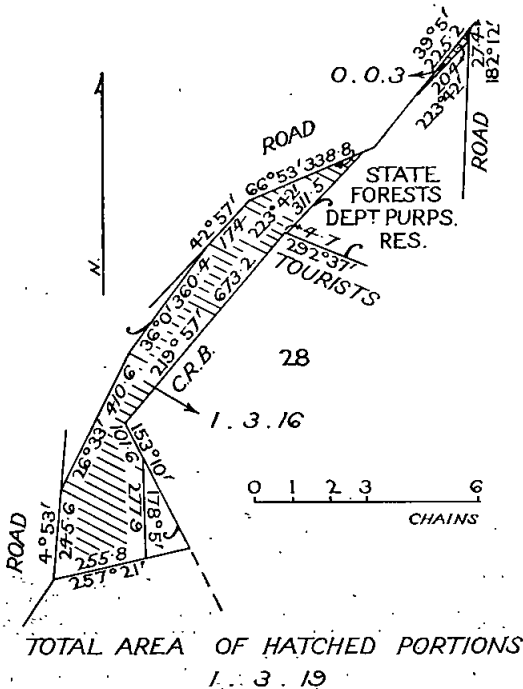 39°5'
225.2
204.3
223°42'
27.4
182°12'
0.0.3
ROAD
ROAD
66°53' 338.8
STATE
FORESTS
DEPT PURPS.
RES.
42°57'
174
223°42'
311.5
4.7
292°37'
TOURISTS
36°0' 360.4
673.2
219°57'
C.R.B.
28
1.3.16
410.6
26°33'
101.6
153°10'
277.9
178°5'
4°53'
245.6
ROAD
255.8
257°21'
N.
0 1 2 3 6
CHAINS
TOTAL AREA OF HATCHED PORTIONS
1.3.19